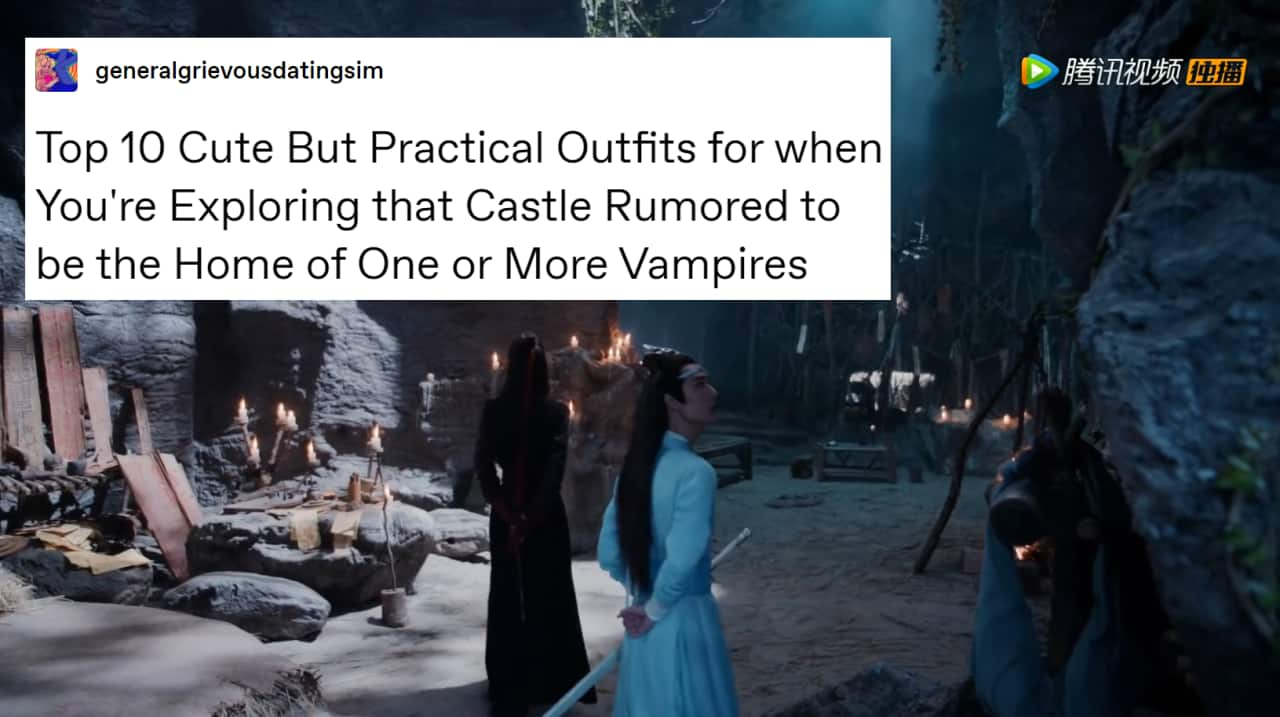 generalgrievousdatingsim
腾讯视频 独播
Top 10 Cute But Practical Outfits for when
You're Exploring that Castle Rumored to
be the Home of One or More Vampires